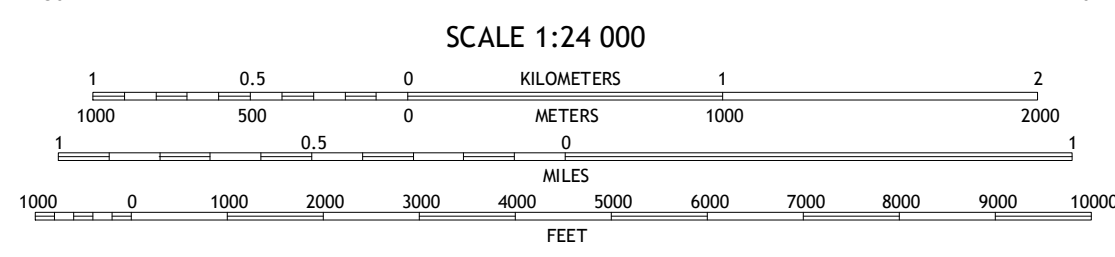 SCALE 1:24 000
1 0.5 0 KILOMETERS 1 2
1000 500 0 METERS 1000 2000
1 0.5 0 1
MILES
1000 0 1000 2000 3000 4000 5000 6000 7000 8000 9000 10000
FEET